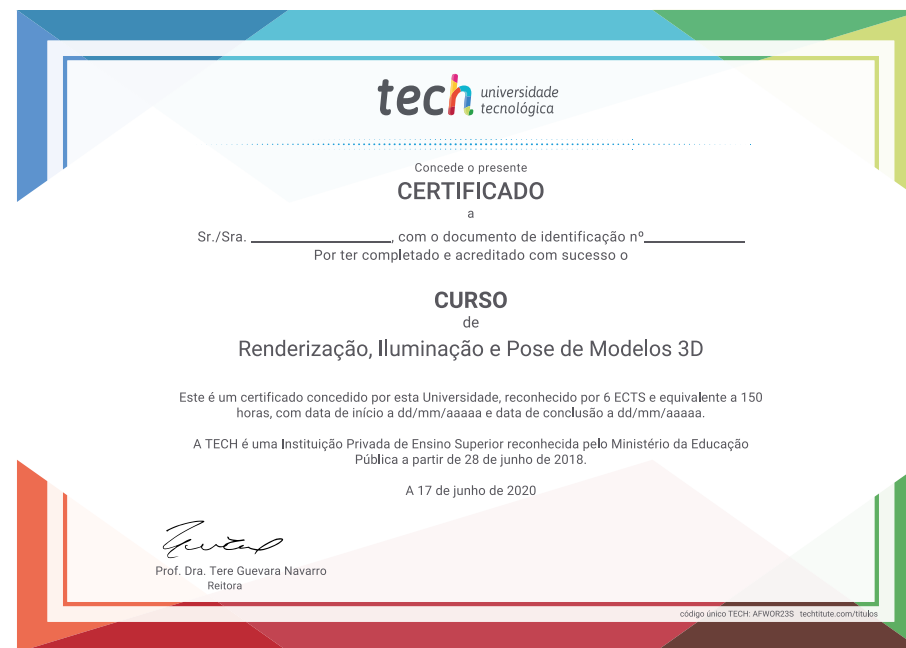 tech universidade
tecnológica
Concede o presente
CERTIFICADO
a
Sr./Sra. ____________________, com o documento de identificação nº______________
Por ter completado e acreditado com sucesso o
CURSO
de
Renderização, Iluminação e Pose de Modelos 3D
Este é um certificado concedido por esta Universidade, reconhecido por 6 ECTS e equivalente a 150
horas, com data de início a dd/mm/aaaaa e data de conclusão a dd/mm/aaaaa.
A TECH é uma Instituição Privada de Ensino Superior reconhecida pelo Ministério da Educação
Pública a partir de 28 de junho de 2018.
A 17 de junho de 2020
Prof. Dra. Tere Guevara Navarro
Reitora
código único TECH: AFWOR23S techtitute.com/titulos